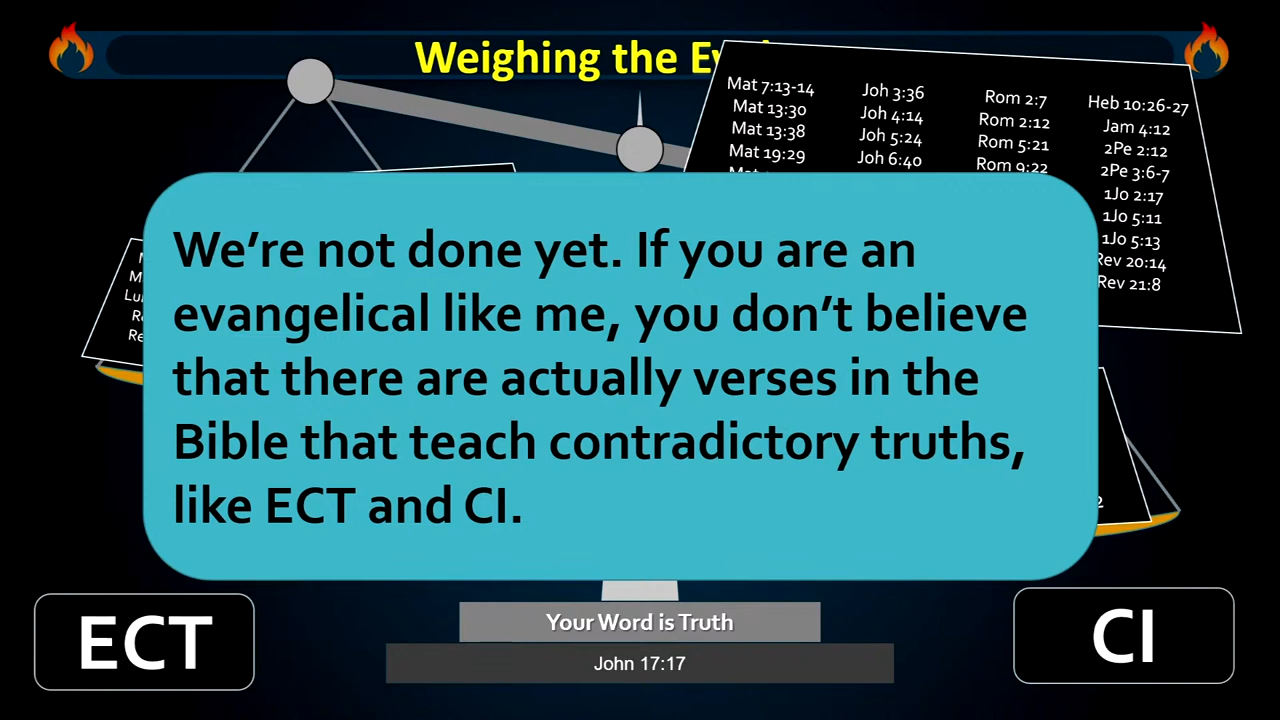 Weighing the
Mat 7:13-14 Joh 3:36 Rom 2:7 Heb 10:26-27
Mat 13:30 Joh 4:14 Rom 2:12 Jam 4:12
Mat 13:38 Joh 5:24 Rom 5:21 2Pe 2:12
Mat 19:29 Joh 6:40 Rom 9:22 2Pe 3:6-7
1Jo 2:17
1Jo 5:11
1Jo 5:13
Rev 20:14
Rev 21:8
We're not done yet. If you are an
evangelical like me, you don't believe
that there are actually verses in the
Bible that teach contradictory truths,
like ECT and CI.
ECT
Your Word is Truth
John 17:17
CI